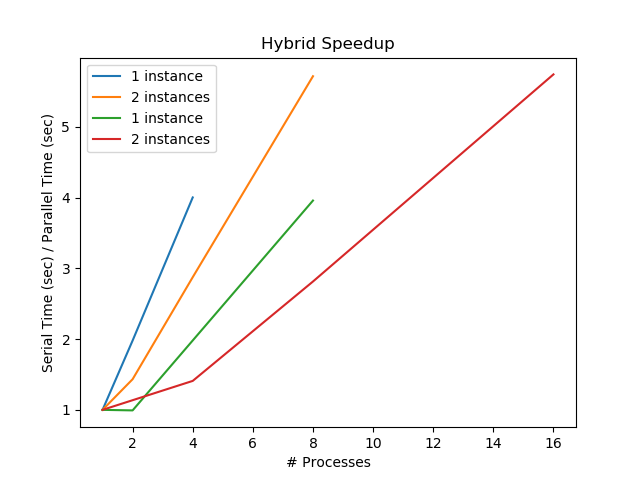 Hybrid Speedup
1 instance
2 instances
1 instance
2 instances
Serial Time (sec) / Parallel Time (sec)
5
4
3
2
1
2 4 6 8 10 12 14 16
# Processes